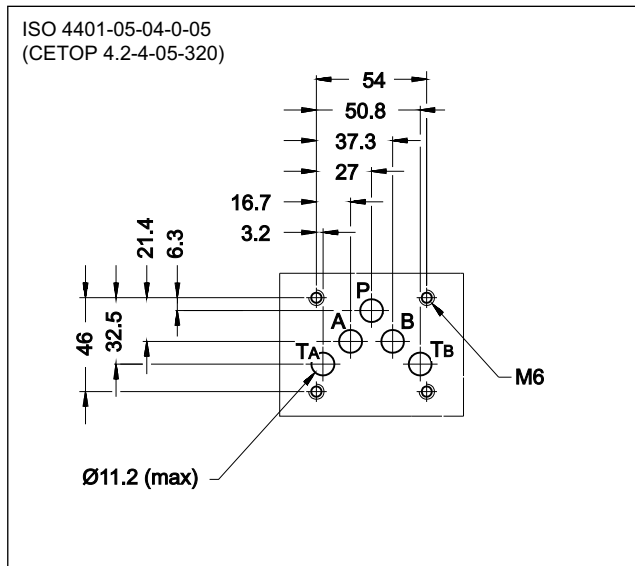 ISO 4401-05-04-0-05
(CETOP 4.2-4-05-320)
54
50.8
37.3
27
16.7
3.2
21.4
6.3
32.5
46
P
A
B
TA
TB
M6
Ø11.2 (max)